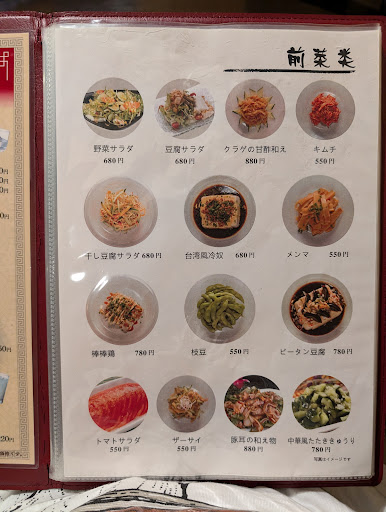 前菜类
野菜サラダ
680円
豆腐サラダ
680円
クラゲの甘酢和え
880円
キムチ
550円
干し豆腐サラダ 680円
台湾風冷奴 680円
メンマ 550円
棒棒鶏 780円
枝豆 550円
ピータン豆腐 780円
トマトサラダ
550円
ザーサイ
550円
豚耳の和え物
880円
中華風たたききゅうり
780円
写真はイメージです